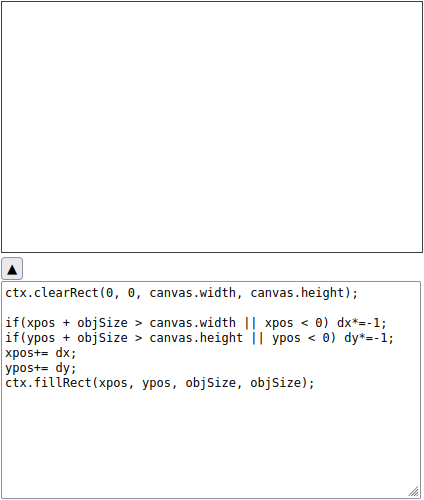 ▲
ctx.clearRect(0, 0, canvas.width, canvas.height);

if(xpos + objSize > canvas.width || xpos < 0) dx*=-1;
if(ypos + objSize > canvas.height || ypos < 0) dy*=-1;
xpos+= dx;
ypos+= dy;
ctx.fillRect(xpos, ypos, objSize, objSize);